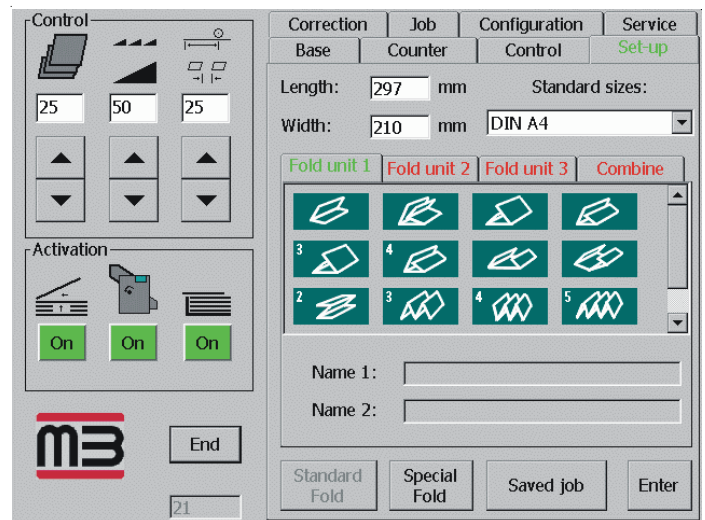 Control
25 50 25
Activation
On On On
M3
End
21
Correction Job Configuration Service
Base Counter Control Set-up
Length: 297 mm Standard sizes:
Width: 210 mm DIN A4
Fold unit 1 Fold unit 2 Fold unit 3 Combine
3 4
2 3 4 5
Name 1:
Name 2:
Standard Fold
Special Fold
Saved job
Enter